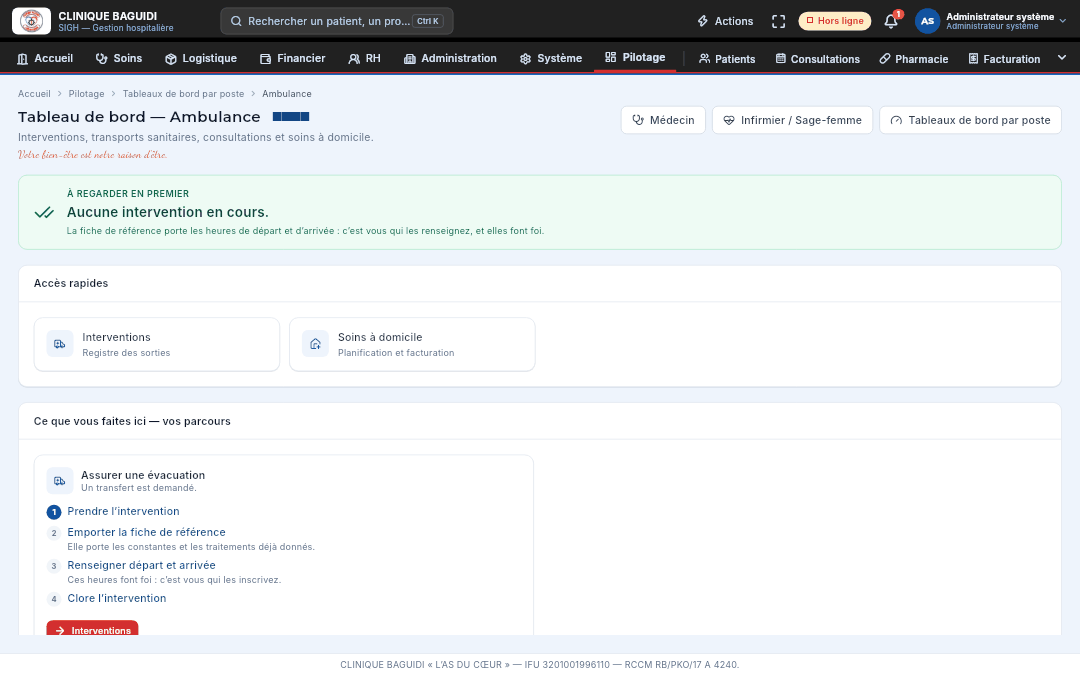 CLINIQUE BAGUIDI
SIGH — Gestion hospitalière
Rechercher un patient, un pro... Ctrl K
Actions
Hors ligne
1
AS
Administrateur système
Administrateur système
Accueil Soins Logistique Financier RH Administration Système Pilotage Patients Consultations Pharmacie Facturation
Accueil > Pilotage > Tableaux de bord par poste > Ambulance
Tableau de bord — Ambulance
Interventions, transports sanitaires, consultations et soins à domicile.
Votre bien-être est notre raison d'être.
Médecin Infirmier / Sage-femme Tableaux de bord par poste
À REGARDER EN PREMIER
Aucune intervention en cours.
La fiche de référence porte les heures de départ et d'arrivée : c'est vous qui les renseignez, et elles font foi.
Accès rapides
Interventions
Registre des sorties
Soins à domicile
Planification et facturation
Ce que vous faites ici — vos parcours
Assurer une évacuation
Un transfert est demandé.
1 Prendre l'intervention
2 Emporter la fiche de référence
Elle porte les constantes et les traitements déjà donnés.
3 Renseigner départ et arrivée
Ces heures font foi : c'est vous qui les inscrivez.
4 Clore l'intervention
Interventions
CLINIQUE BAGUIDI « L'AS DU CŒUR » — IFU 3201001996110 — RCCM RB/PKO/17 A 4240.